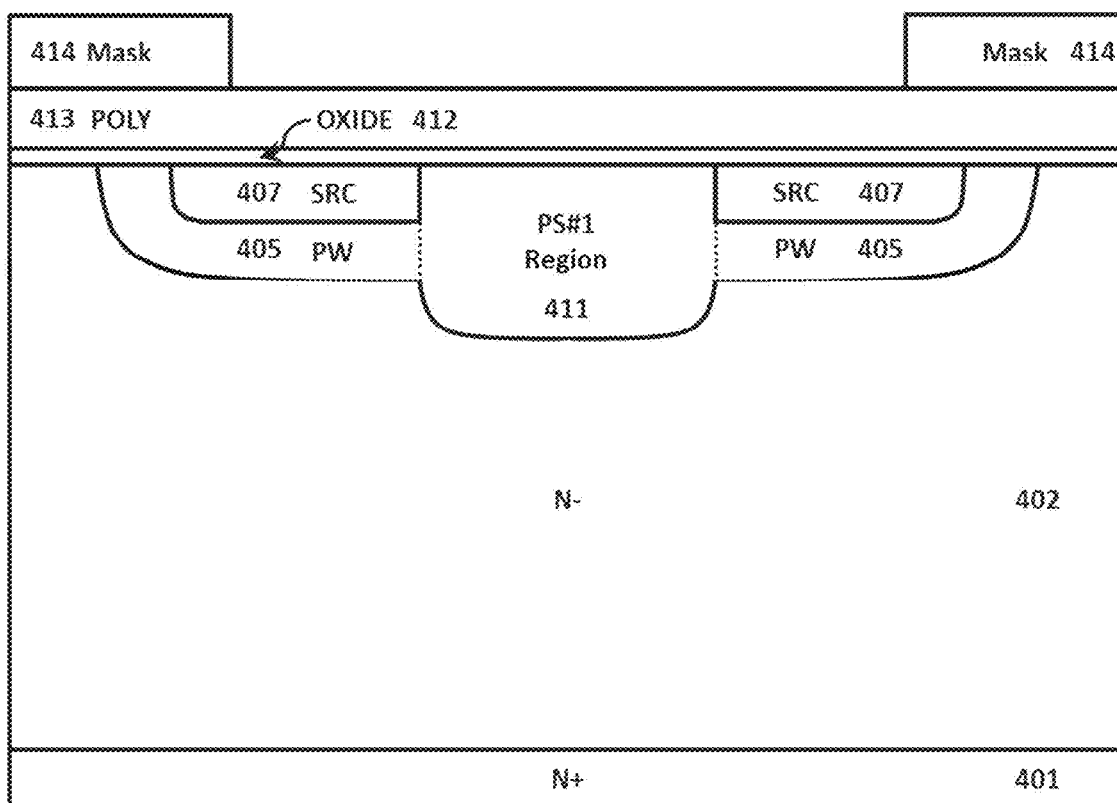 414 Mask
Mask 414
413 POLY
OXIDE 412
407 SRC
SRC 407
PS#1
Region
411
405 PW
PW 405
N-
402
N+
401